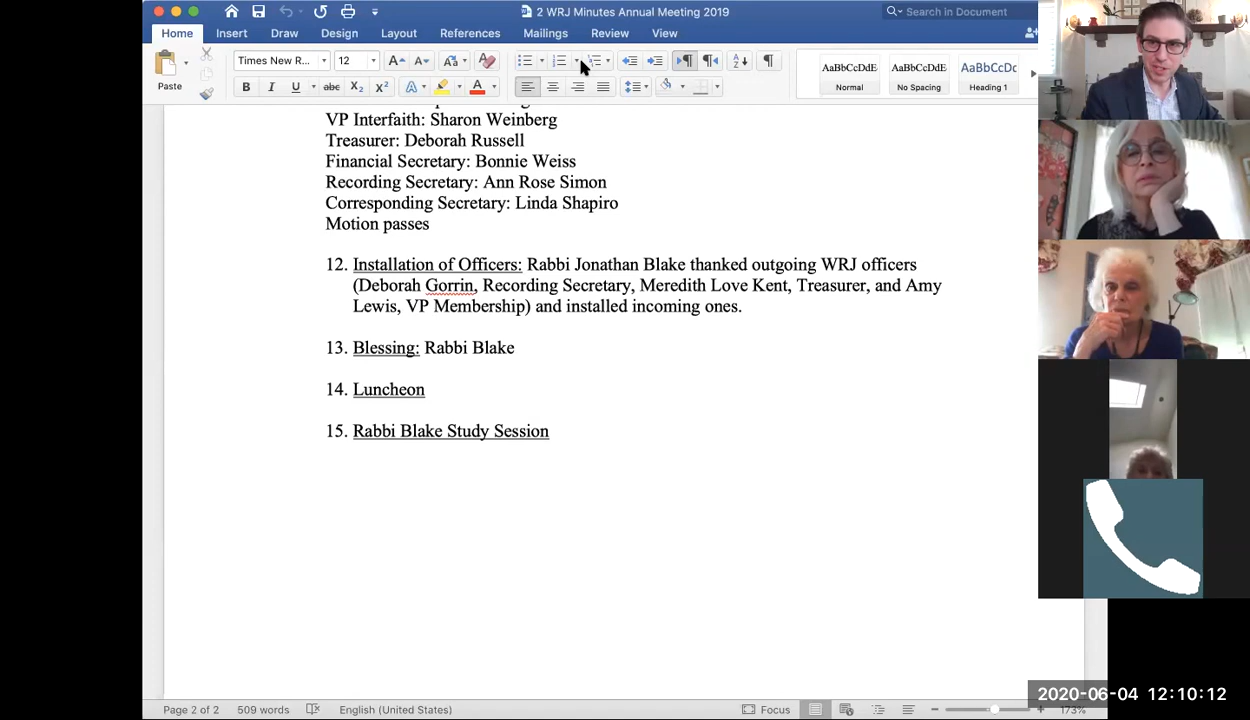 2 WRJ Minutes Annual Meeting 2019
Search in Document
Home Insert Draw Design Layout References Mailings Review View
Paste
Times New R... 12
AaBbCcDdE AaBbCcDdE AaBbCcDc
Normal No Spacing Heading 1
VP Interfaith: Sharon Weinberg
Treasurer: Deborah Russell
Financial Secretary: Bonnie Weiss
Recording Secretary: Ann Rose Simon
Corresponding Secretary: Linda Shapiro
Motion passes
12. Installation of Officers: Rabbi Jonathan Blake thanked outgoing WRJ officers
(Deborah Gorrin, Recording Secretary, Meredith Love Kent, Treasurer, and Amy
Lewis, VP Membership) and installed incoming ones.
13. Blessing: Rabbi Blake
14. Luncheon
15. Rabbi Blake Study Session
Page 2 of 2 509 words English (United States) Focus 173%
2020-06-04 12:10:12